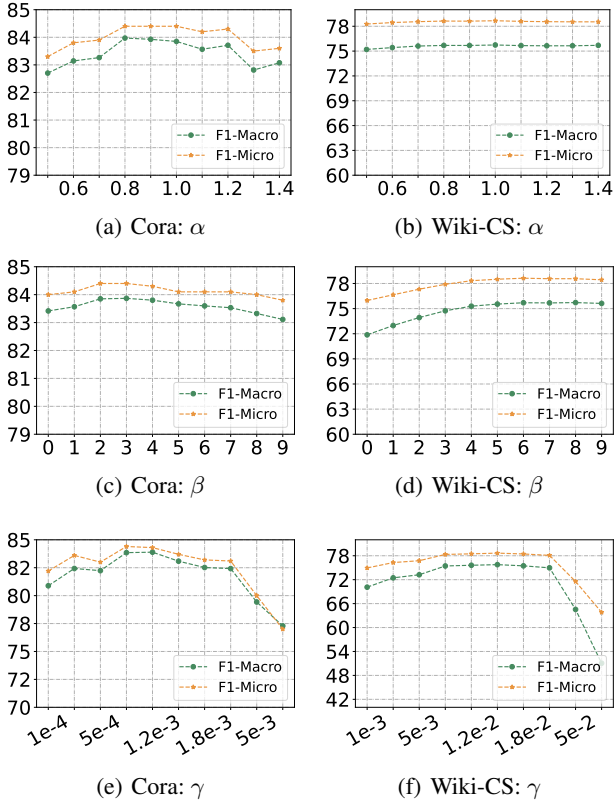 85
84
83
82
81
80
79
0.6 0.8 1.0 1.2 1.4
F1-Macro
F1-Micro
(a) Cora: α
78
75
72
69
66
63
60
0.6 0.8 1.0 1.2 1.4
F1-Macro
F1-Micro
(b) Wiki-CS: α
85
84
83
82
81
80
79
0 1 2 3 4 5 6 7 8 9
F1-Macro
F1-Micro
(c) Cora: β
78
75
72
69
66
63
60
0 1 2 3 4 5 6 7 8 9
F1-Macro
F1-Micro
(d) Wiki-CS: β
85
82
80
78
75
72
70
1e-4 5e-4 1.2e-3 1.8e-3 5e-3
F1-Macro
F1-Micro
(e) Cora: γ
78
72
66
60
54
48
42
1e-3 5e-3 1.2e-2 1.8e-2 5e-2
F1-Macro
F1-Micro
(f) Wiki-CS: γ